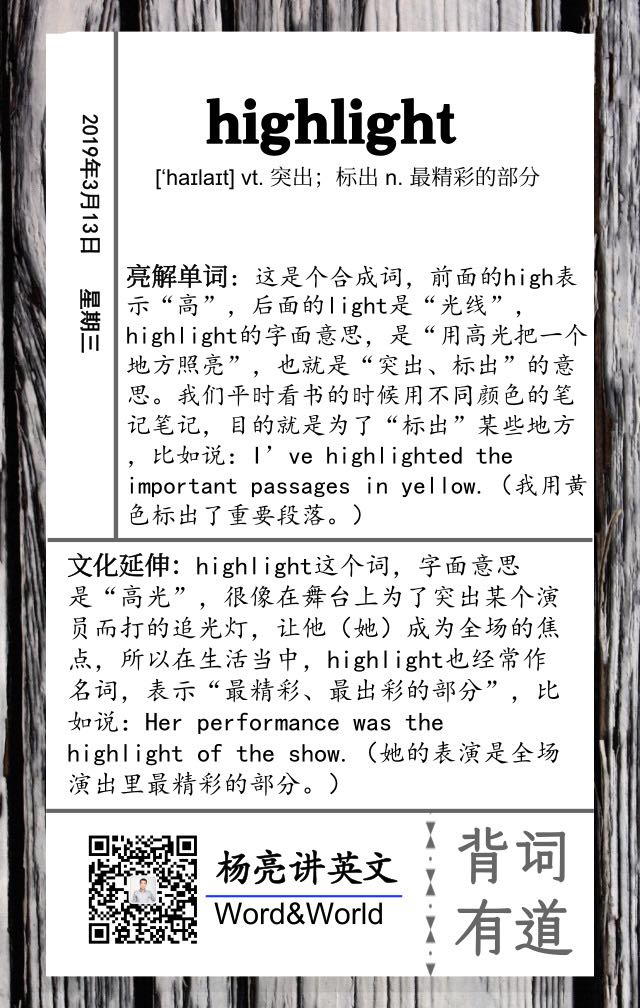 highlight
[‘haɪlaɪt] vt. 突出；标出 n. 最精彩的部分
2019年3月13日 星期三
亮解单词：这是个合成词，前面的high表
示“高”，后面的light是“光线”，
highlight的字面意思，是“用高光把一个
地方照亮”，也就是“突出、标出”的意
思。我们平时看书的时候用不同颜色的笔
记笔记，目的就是为了“标出”某些地方
，比如说：I’ve highlighted the
important passages in yellow.（我用黄
色标出了重要段落。）
文化延伸：highlight这个词，字面意思
是“高光”，很像在舞台上为了突出某个演
员而打的追光灯，让他（她）成为全场的焦
点，所以在生活当中，highlight也经常作
名词，表示“最精彩、最出彩的部分”，比
如说：Her performance was the
highlight of the show.（她的表演是全场
演出里最精彩的部分。）
杨亮讲英文
Word&World
背词
有道